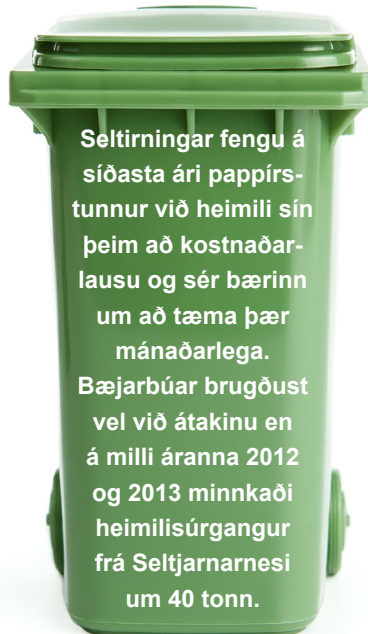 Seltirningar fengu á
síðasta ári pappírs-
tunnur við heimili sín
þeim að kostnaðar-
lausu og sér bærinn
um að tæma þær
mánaðarlega.
Bæjarbúar brugðust
vel við átakinu en
á milli áranna 2012
og 2013 minnkaði
heimilisúrgangur
frá Seltjarnarnesi
um 40 tonn.